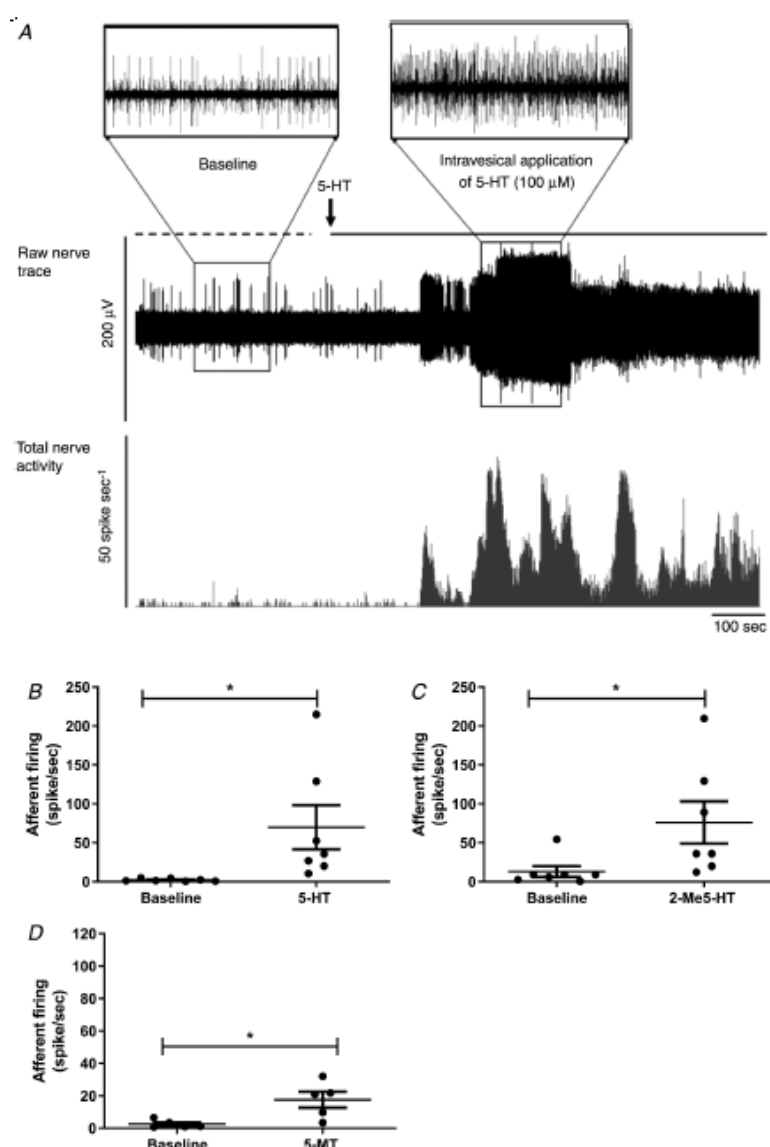 A
Baseline
Intravesical application
of 5-HT (100 µM)
5-HT
Raw nerve
trace
200 µV
Total nerve
activity
50 spike sec⁻¹
100 sec
B
Afferent firing
(spike/sec)
250
200
150
100
50
0
*
Baseline
5-HT
C
Afferent firing
(spike/sec)
250
200
150
100
50
0
*
Baseline
2-Me5-HT
D
Afferent firing
(spike/sec)
120
100
80
60
40
20
0
*
Baseline
5-MT